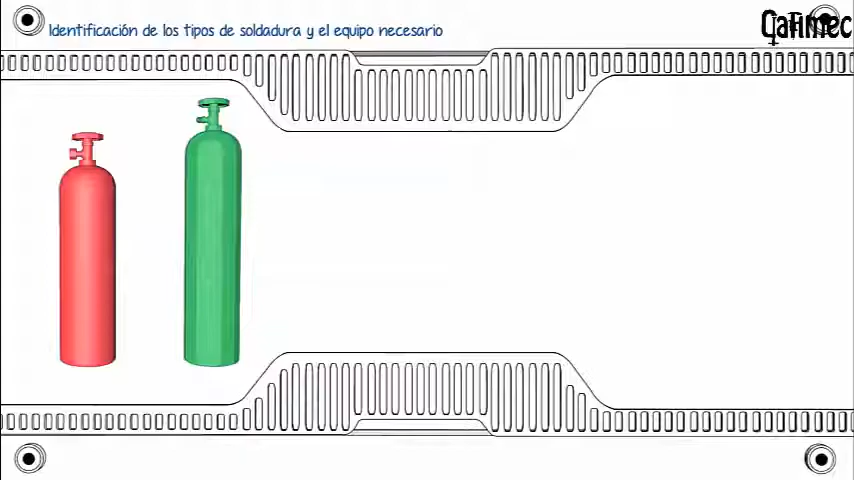 Identificación de los tipos de soldadura y el equipo necesario